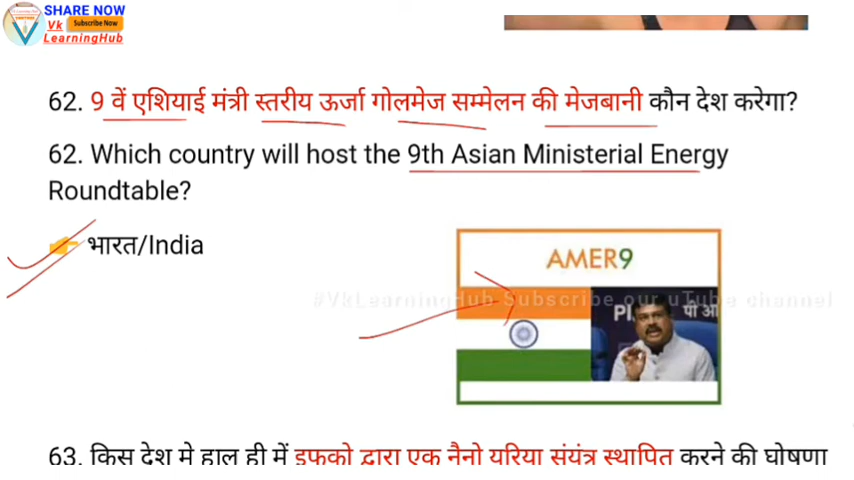 SHARE NOW
Vk Subscribe Now
LearningHub
62. 9 वें एशियाई मंत्री स्तरीय ऊर्जा गोलमेज सम्मेलन की मेजबानी कौन देश करेगा?
62. Which country will host the 9th Asian Ministerial Energy
Roundtable?
👉 भारत/India
AMER9
#VkLearningHub Subscribe our uTube channel
पी आ
63. किस देश मे हाल ही में इफको द्वारा एक नैनो यूरिया संयंत्र स्थापित करने की घोषणा